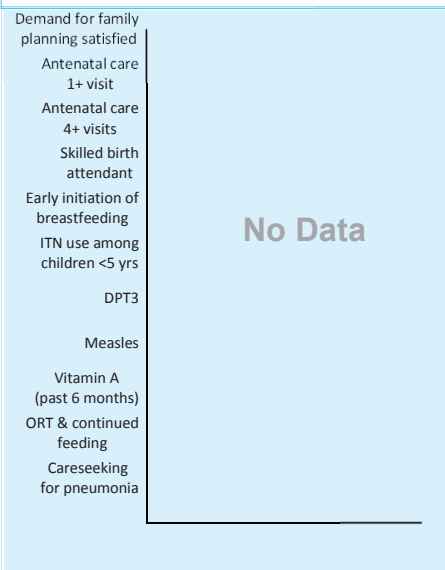 Demand for family
planning satisfied
Antenatal care
1+ visit
Antenatal care
4+ visits
Skilled birth
attendant
Early initiation of
breastfeeding
ITN use among
children <5 yrs
DPT3
Measles
Vitamin A
(past 6 months)
ORT & continued
feeding
Careseeking
for pneumonia
No Data